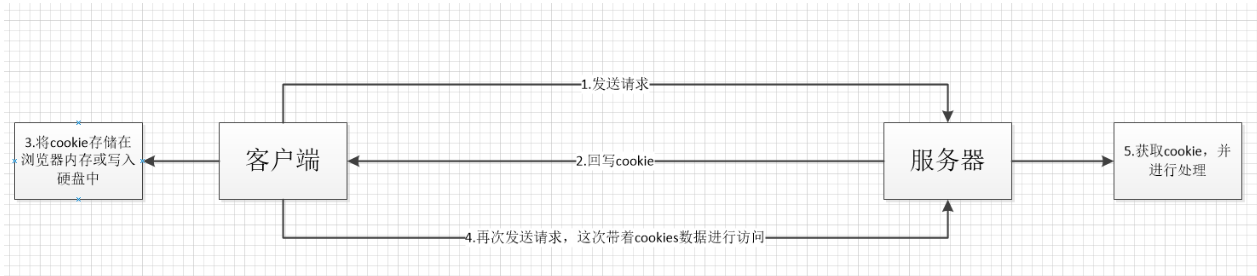 1.发送请求
3.将cookie存储在
浏览器内存或写入
硬盘中
客户端
2.回写cookie
服务器
5.获取cookie，并
进行处理
4.再次发送请求，这次带着cookies数据进行访问